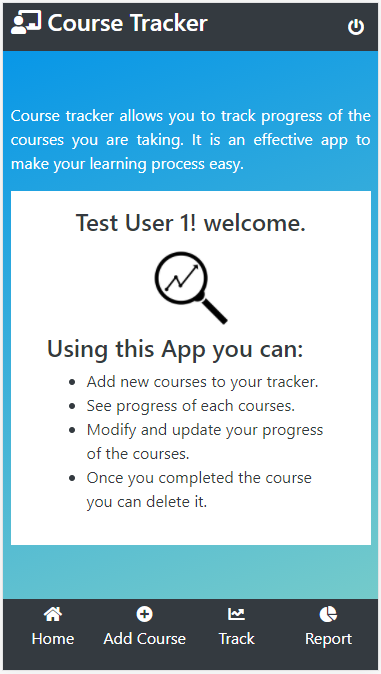 Course Tracker
Course tracker allows you to track progress of the
courses you are taking. It is an effective app to
make your learning process easy.
Test User 1! welcome.
Using this App you can:
Add new courses to your tracker.
See progress of each courses.
Modify and update your progress
of the courses.
Once you completed the course
you can delete it.
Home Add Course Track Report